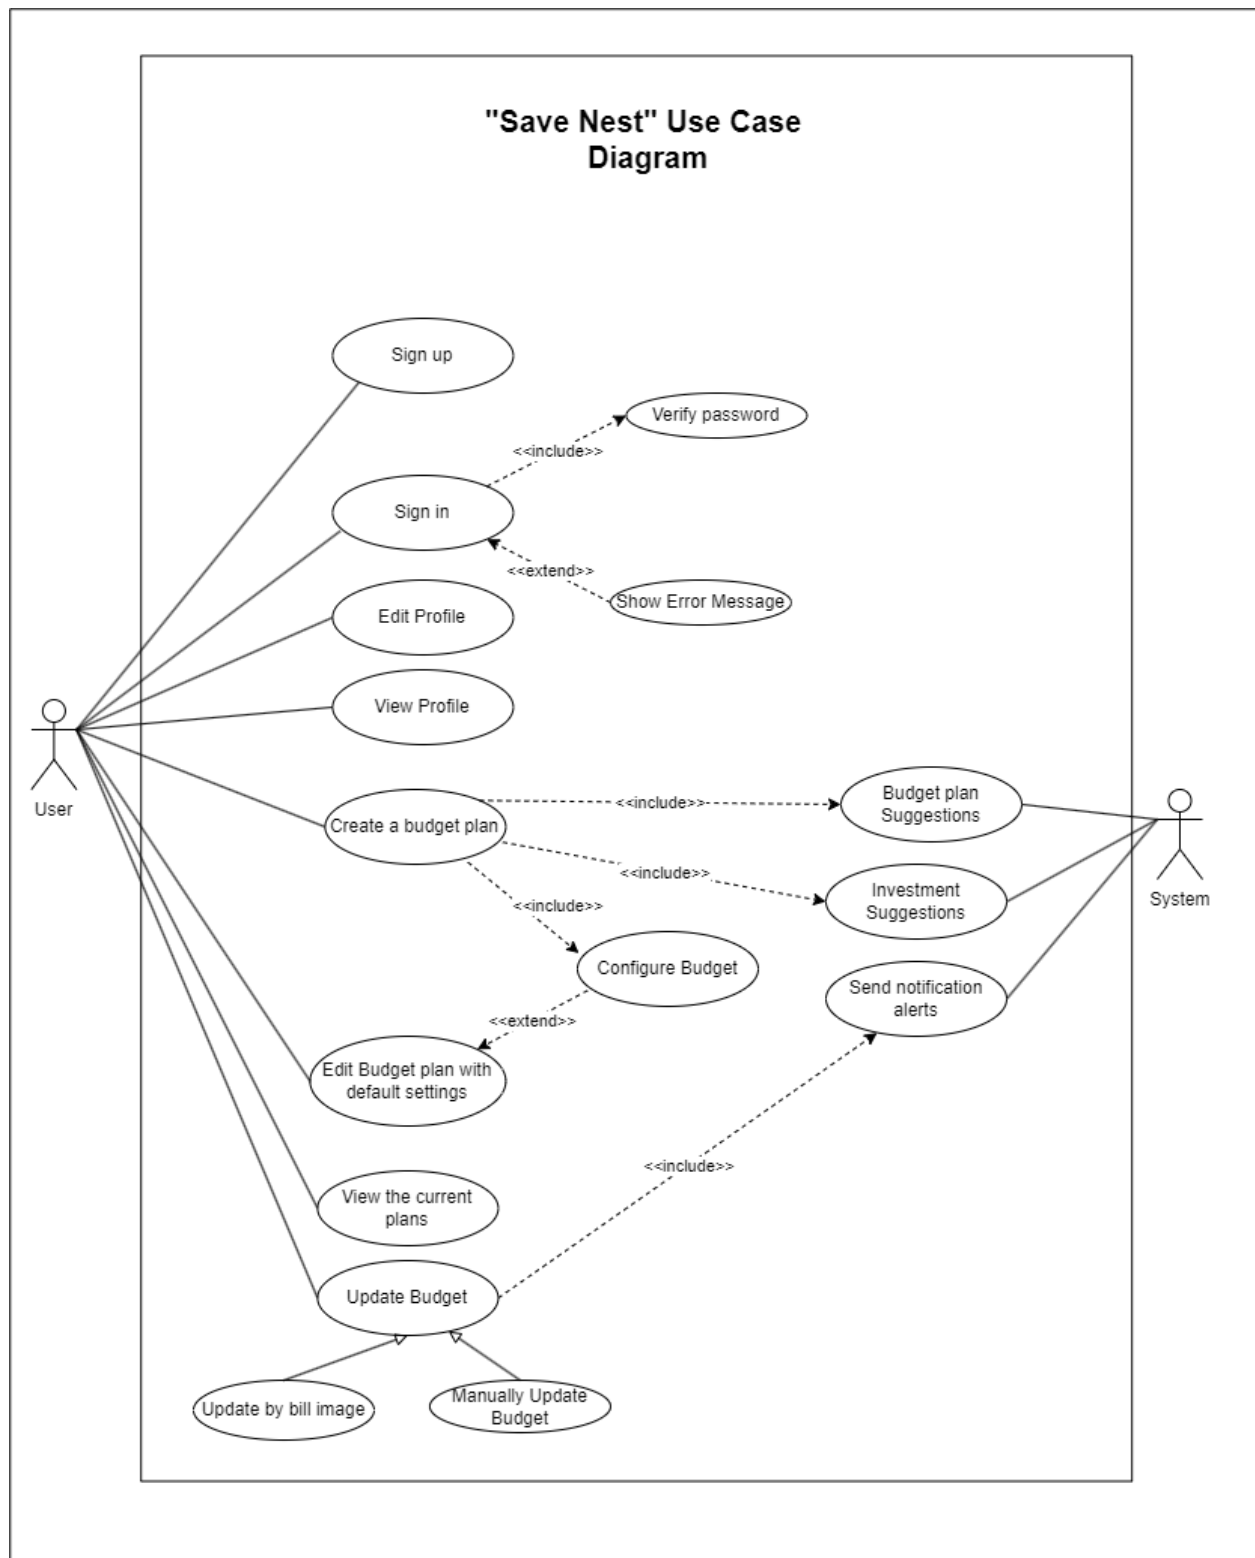 "Save Nest" Use Case
Diagram
Sign up
Verify password
<<include>>
Sign in
<<extend>>
Show Error Message
Edit Profile
View Profile
User
Create a budget plan
<<include>>
Budget plan
Suggestions
<<include>>
Investment
Suggestions
System
<<include>>
Configure Budget
Send notification
alerts
<<extend>>
Edit Budget plan with
default settings
<<include>>
View the current
plans
Update Budget
Update by bill image
Manually Update
Budget